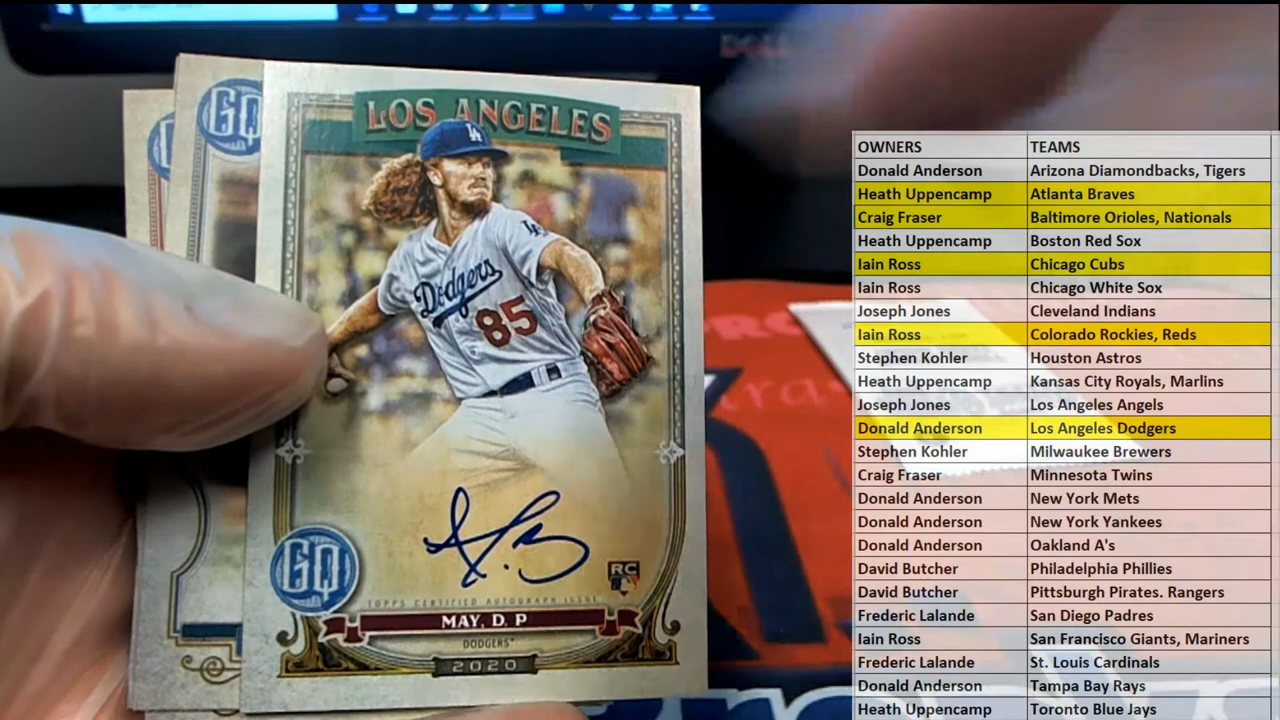 LOS ANGELES
LA
LA
Dodgers
85
GQ
GQ
RC
TOPPS CERTIFIED AUTOGRAPH ISSUE
MAY, D. P
DODGERS
2020
OWNERS TEAMS
Donald Anderson Arizona Diamondbacks, Tigers
Heath Uppencamp Atlanta Braves
Craig Fraser Baltimore Orioles, Nationals
Heath Uppencamp Boston Red Sox
Iain Ross Chicago Cubs
Iain Ross Chicago White Sox
Joseph Jones Cleveland Indians
Iain Ross Colorado Rockies, Reds
Stephen Kohler Houston Astros
Heath Uppencamp Kansas City Royals, Marlins
Joseph Jones Los Angeles Angels
Donald Anderson Los Angeles Dodgers
Stephen Kohler Milwaukee Brewers
Craig Fraser Minnesota Twins
Donald Anderson New York Mets
Donald Anderson New York Yankees
Donald Anderson Oakland A's
David Butcher Philadelphia Phillies
David Butcher Pittsburgh Pirates. Rangers
Frederic Lalande San Diego Padres
Iain Ross San Francisco Giants, Mariners
Frederic Lalande St. Louis Cardinals
Donald Anderson Tampa Bay Rays
Heath Uppencamp Toronto Blue Jays